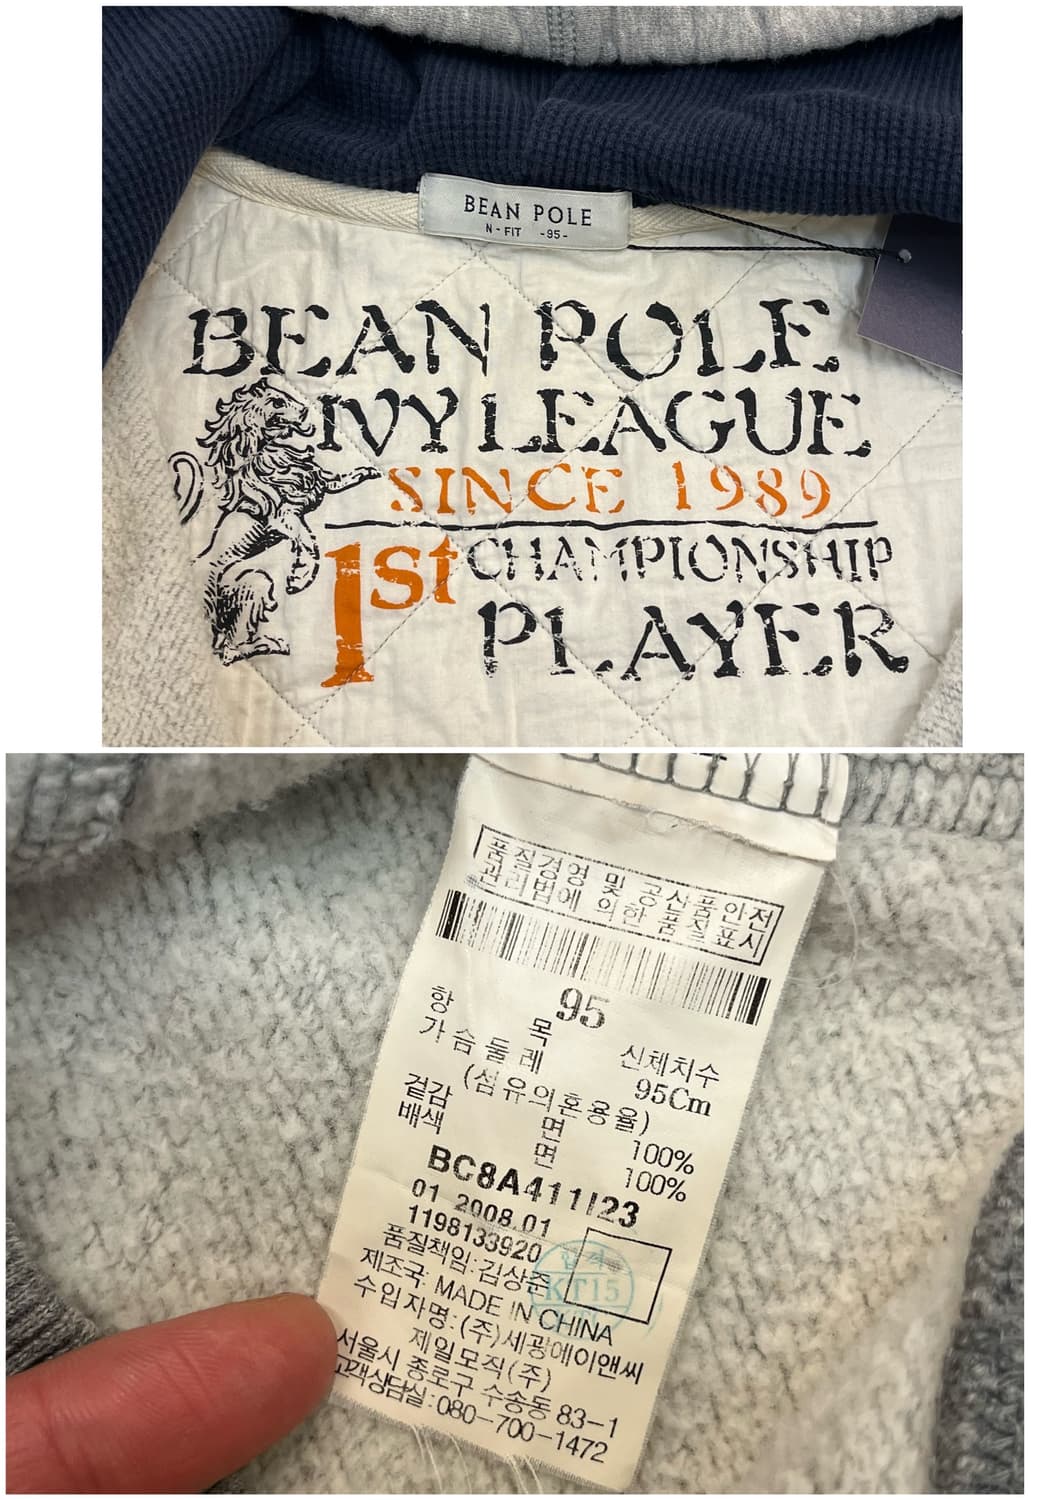 BEAN POLE
N-FIT -95-
BEAN POLE
IVY LEAGUE
SINCE 1989
1st CHAMPIONSHIP
PLAYER
품질경영 및 공산품안전
관리법에 의한 품질표시
95
항 목 신체치수
가슴둘레 95Cm
(섬유의혼용율)
겉감 면 100%
배색 면 100%
BC8A411I23
01 2008.01
1198133920
품질책임:김상준
제조국: MADE IN CHINA
수입자명:(주)세광에이앤씨
제일모직(주)
서울시 종로구 수송동 83-1
고객상담실:080-700-1472
KT15